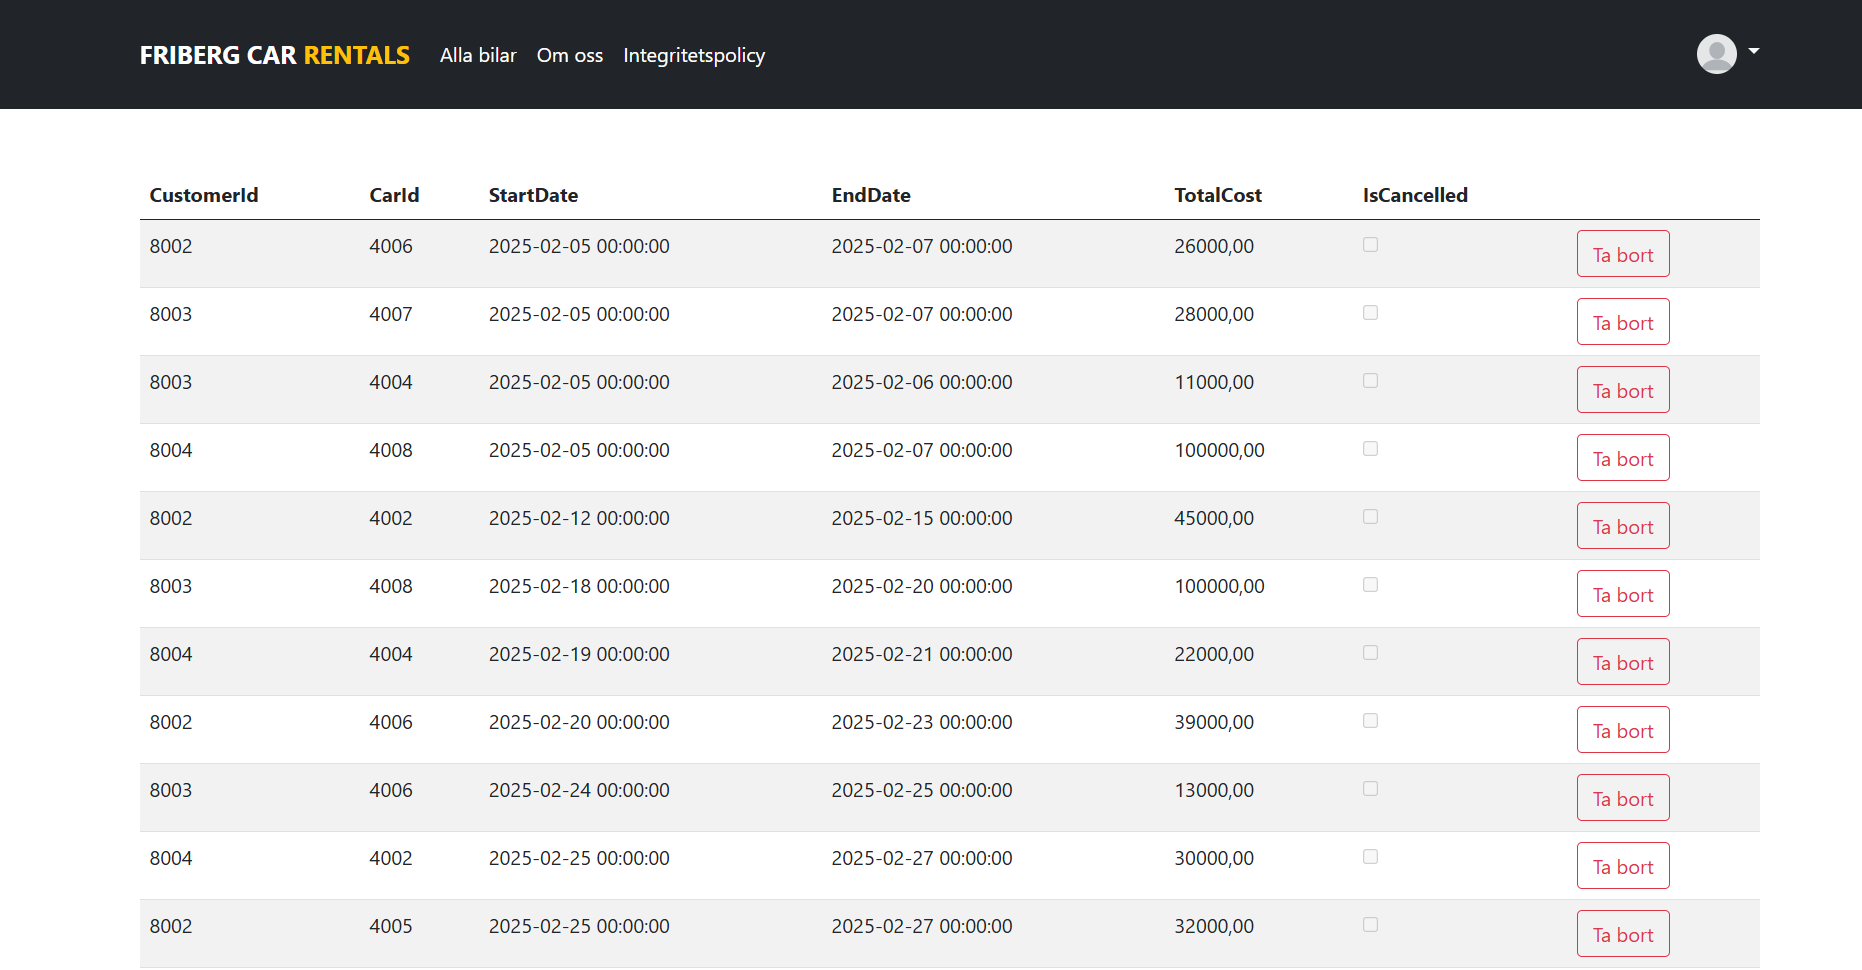 FRIBERG CAR RENTALS Alla bilar Om oss Integritetspolicy
CustomerId CarId StartDate EndDate TotalCost IsCancelled
8002 4006 2025-02-05 00:00:00 2025-02-07 00:00:00 26000,00 Ta bort
8003 4007 2025-02-05 00:00:00 2025-02-07 00:00:00 28000,00 Ta bort
8003 4004 2025-02-05 00:00:00 2025-02-06 00:00:00 11000,00 Ta bort
8004 4008 2025-02-05 00:00:00 2025-02-07 00:00:00 100000,00 Ta bort
8002 4002 2025-02-12 00:00:00 2025-02-15 00:00:00 45000,00 Ta bort
8003 4008 2025-02-18 00:00:00 2025-02-20 00:00:00 100000,00 Ta bort
8004 4004 2025-02-19 00:00:00 2025-02-21 00:00:00 22000,00 Ta bort
8002 4006 2025-02-20 00:00:00 2025-02-23 00:00:00 39000,00 Ta bort
8003 4006 2025-02-24 00:00:00 2025-02-25 00:00:00 13000,00 Ta bort
8004 4002 2025-02-25 00:00:00 2025-02-27 00:00:00 30000,00 Ta bort
8002 4005 2025-02-25 00:00:00 2025-02-27 00:00:00 32000,00 Ta bort